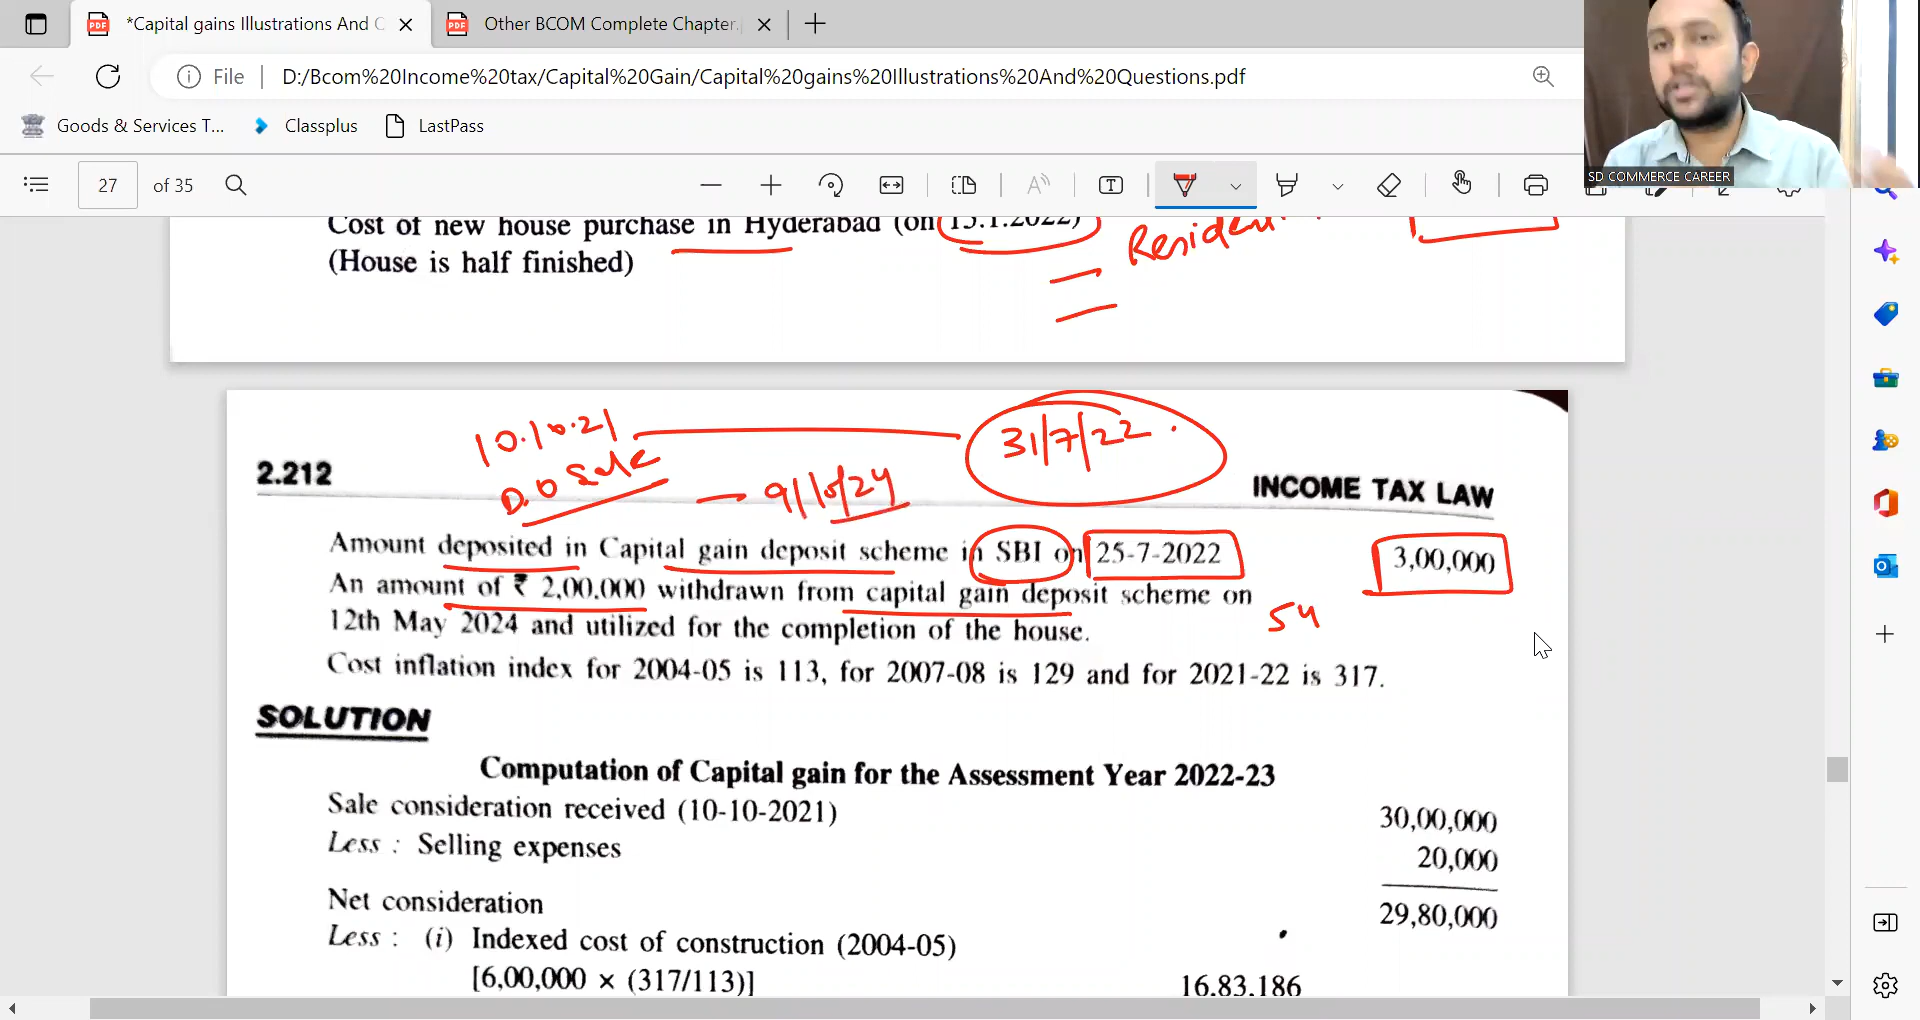 *Capital gains Illustrations And C
Other BCOM Complete Chapter.
File
D:/Bcom%20Income%20tax/Capital%20Gain/Capital%20gains%20Illustrations%20And%20Questions.pdf
Goods & Services T...
Classplus
LastPass
SD COMMERCE CAREER
27
of 35
Cost of new house purchase in Hyderabad (on 15.1.2022)
Resident
(House is half finished)
10.10.21
31/7/22
D.O Sale
9/10/24
2.212
INCOME TAX LAW
Amount deposited in Capital gain deposit scheme in SBI on 25-7-2022
3,00,000
An amount of ₹ 2,00,000 withdrawn from capital gain deposit scheme on
54
12th May 2024 and utilized for the completion of the house.
Cost inflation index for 2004-05 is 113, for 2007-08 is 129 and for 2021-22 is 317.
SOLUTION
Computation of Capital gain for the Assessment Year 2022-23
Sale consideration received (10-10-2021)
30,00,000
Less : Selling expenses
20,000
Net consideration
29,80,000
Less : (i) Indexed cost of construction (2004-05)
[6,00,000 × (317/113)]
16,83,186